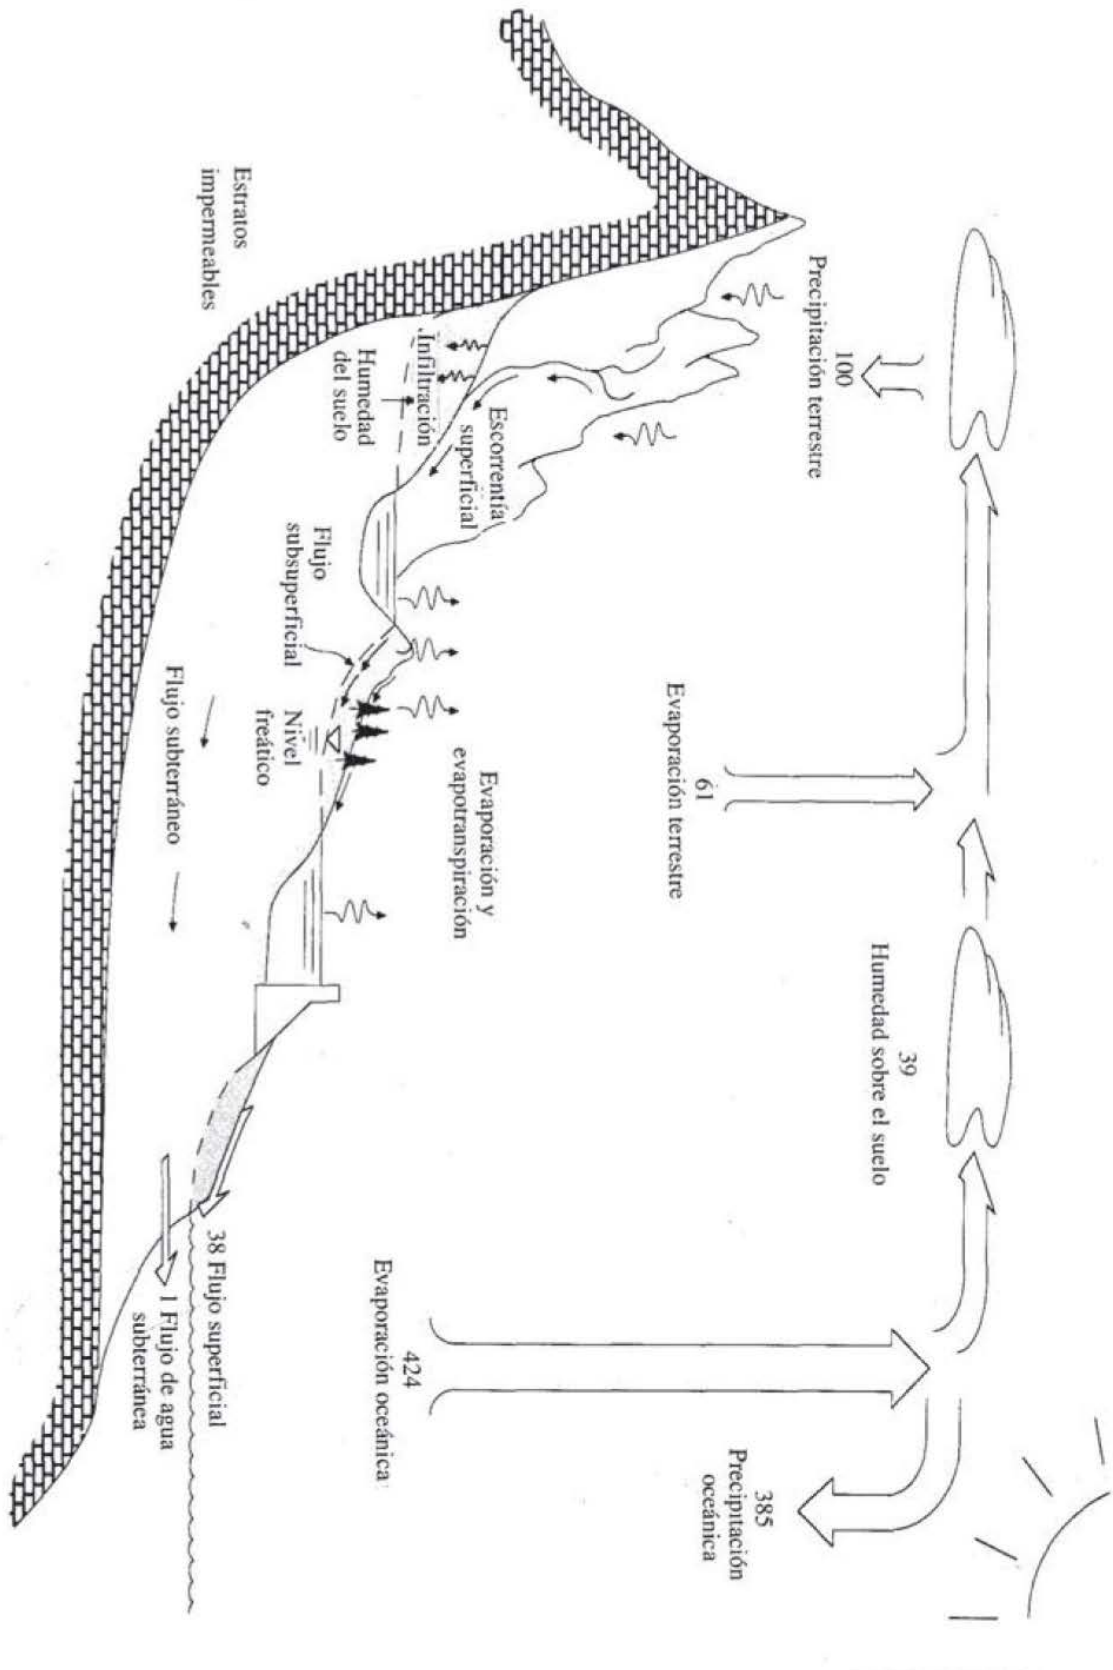 100
Precipitación terrestre
39
Humedad sobre el suelo
385
Precipitación
oceánica
61
Evaporación terrestre
424
Evaporación oceánica
Evaporación y
evapotranspiración
Escorrentía
superficial
Infiltración
Humedad
del suelo
Flujo
subsuperficial
Nivel
freático
Estratos
impermeables
Flujo subterráneo
38 Flujo superficial
1 Flujo de agua
subterránea